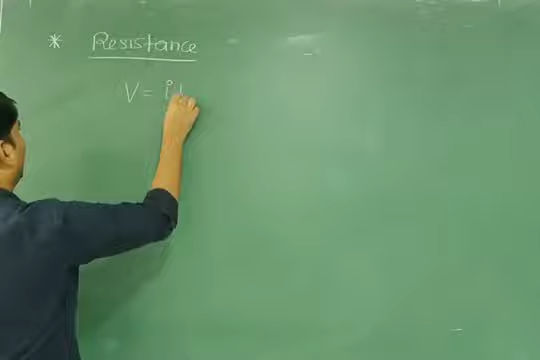 * Resistance
V = i